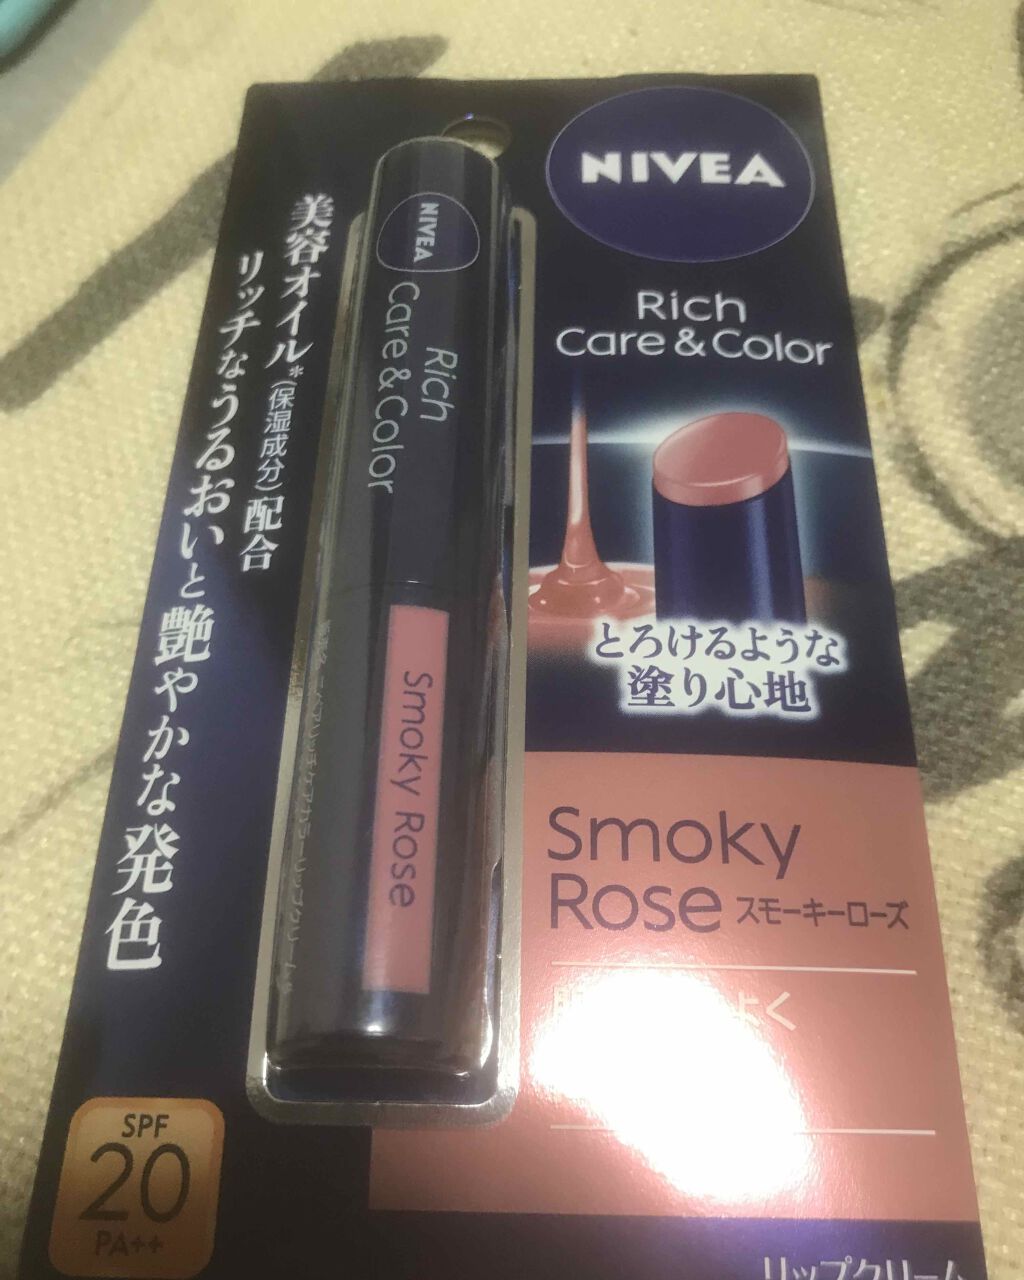 NIVEA
Rich
Care & Color
美容オイル*(保湿成分)配合
リッチなうるおいと艶やかな発色
NIVEA
Rich
Care & Color
Smoky Rose
とろけるような
塗り心地
Smoky
Rose スモーキーローズ
よく
SPF
20
PA++
リップクリーム